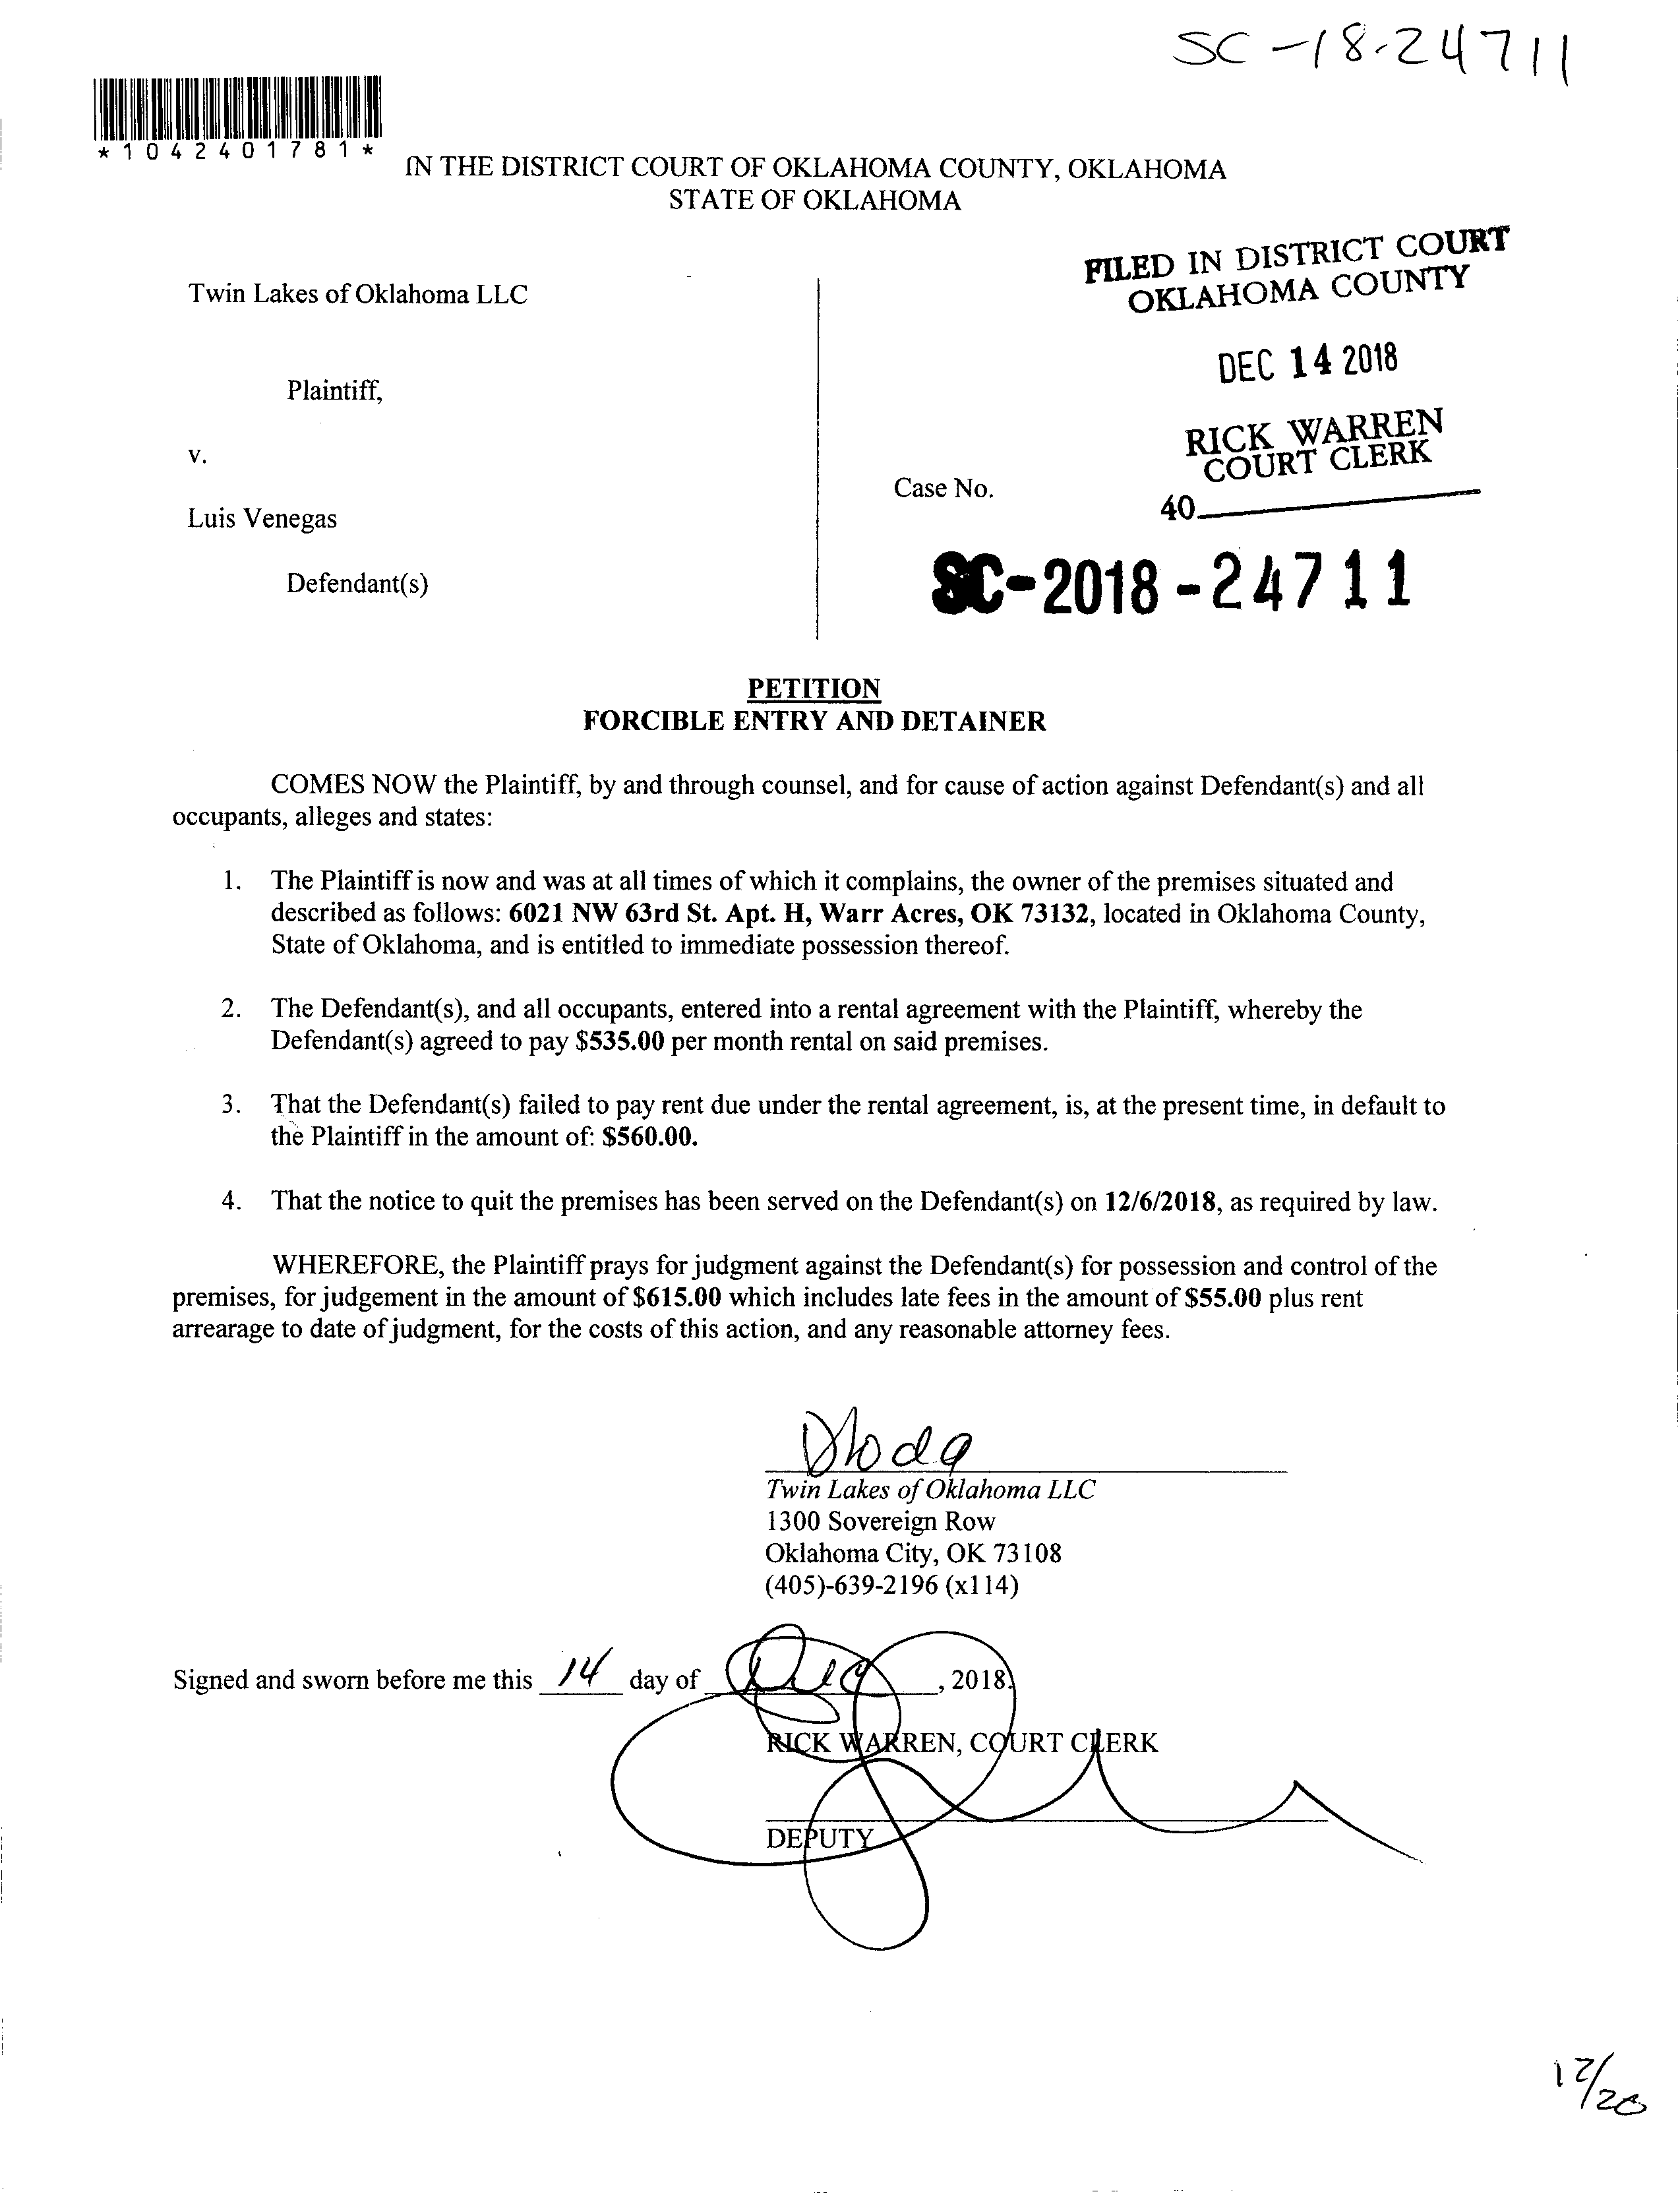 SC-18-24711
*1042401781*
IN THE DISTRICT COURT OF OKLAHOMA COUNTY, OKLAHOMA
STATE OF OKLAHOMA
FILED IN DISTRICT COURT
OKLAHOMA COUNTY
Twin Lakes of Oklahoma LLC
DEC 14 2018
Plaintiff,
RICK WARREN
COURT CLERK
v.
Case No.
40
Luis Venegas
SC-2018-24711
Defendant(s)
PETITION
FORCIBLE ENTRY AND DETAINER
COMES NOW the Plaintiff, by and through counsel, and for cause of action against Defendant(s) and all
occupants, alleges and states:
1. The Plaintiff is now and was at all times of which it complains, the owner of the premises situated and
described as follows: 6021 NW 63rd St. Apt. H, Warr Acres, OK 73132, located in Oklahoma County,
State of Oklahoma, and is entitled to immediate possession thereof.
2. The Defendant(s), and all occupants, entered into a rental agreement with the Plaintiff, whereby the
Defendant(s) agreed to pay $535.00 per month rental on said premises.
3. That the Defendant(s) failed to pay rent due under the rental agreement, is, at the present time, in default to
the Plaintiff in the amount of: $560.00.
4. That the notice to quit the premises has been served on the Defendant(s) on 12/6/2018, as required by law.
WHEREFORE, the Plaintiff prays for judgment against the Defendant(s) for possession and control of the
premises, for judgement in the amount of $615.00 which includes late fees in the amount of $55.00 plus rent
arrearage to date of judgment, for the costs of this action, and any reasonable attorney fees.
Twin Lakes of Oklahoma LLC
1300 Sovereign Row
Oklahoma City, OK 73108
(405)-639-2196 (x114)
Signed and sworn before me this 14 day of Dec, 2018.
RICK WARREN, COURT CLERK
DEPUTY
12/20